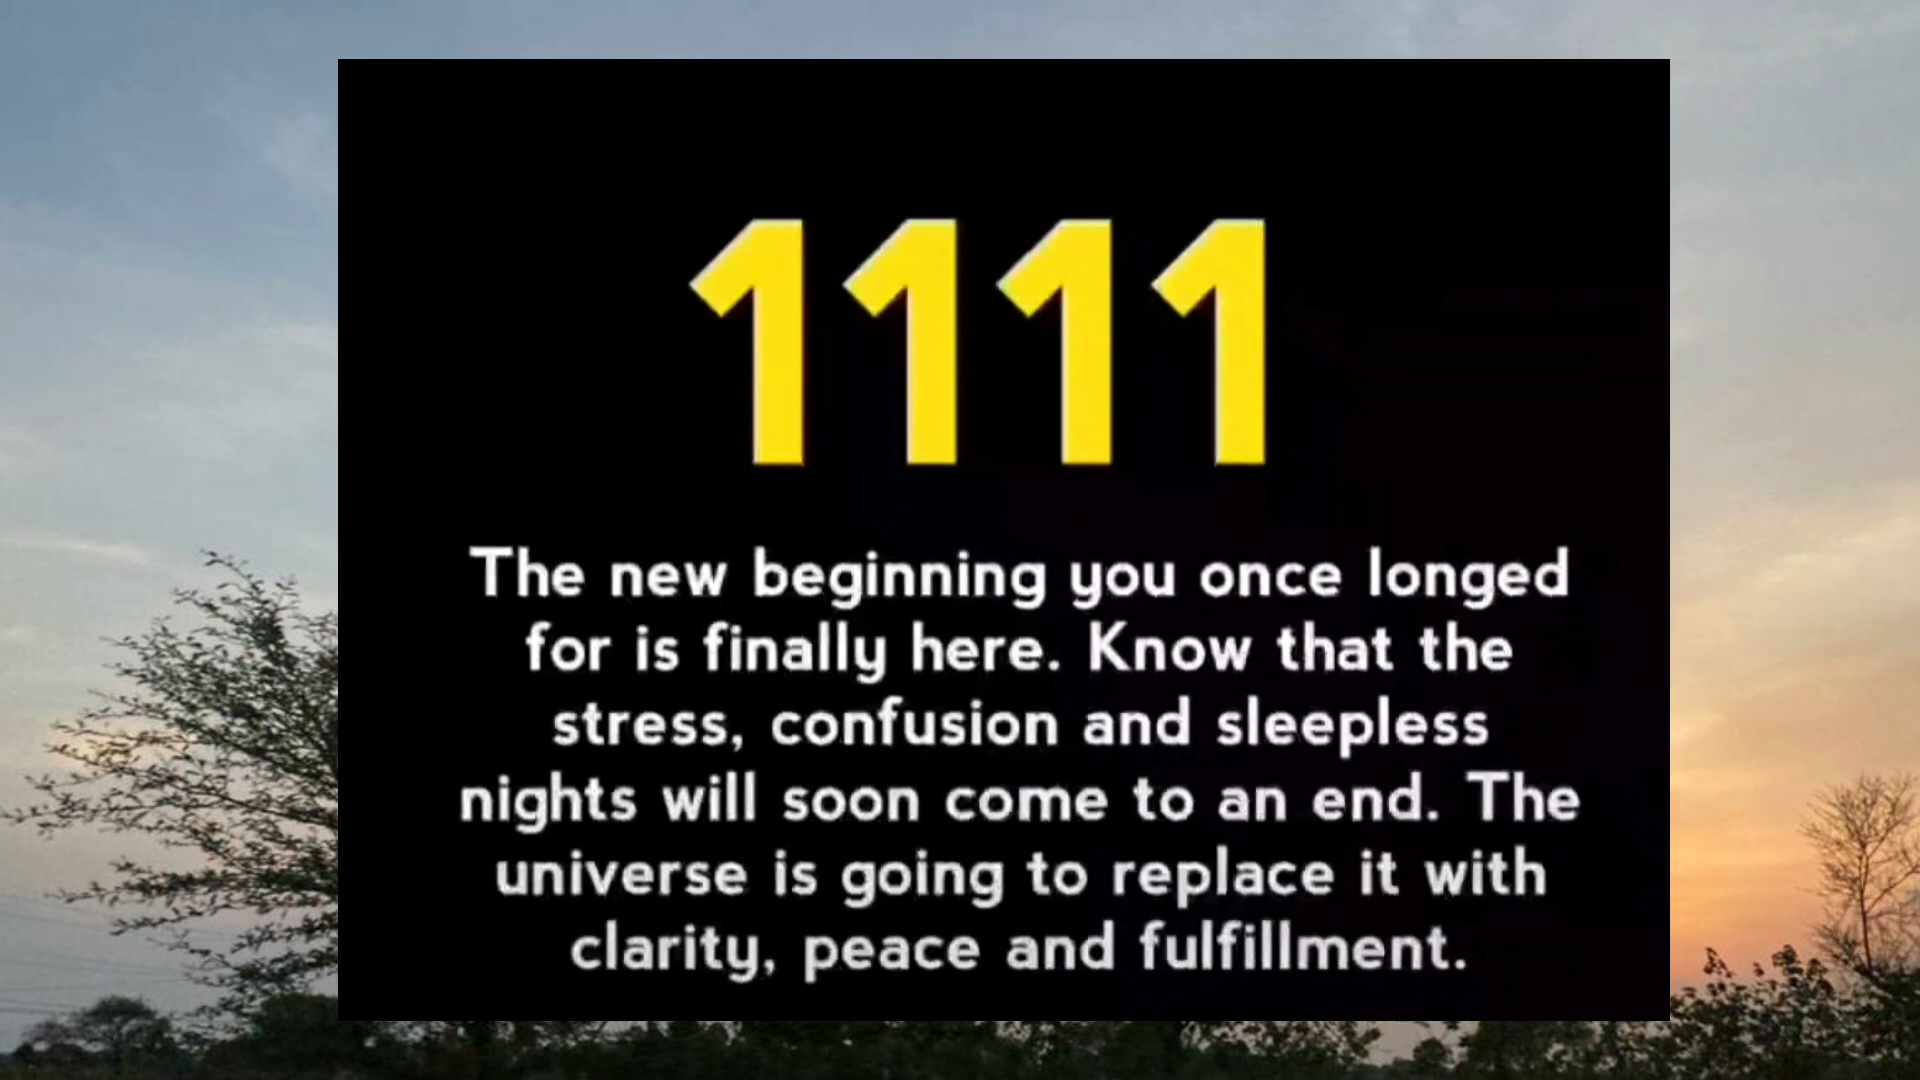 1111
The new beginning you once longed
for is finally here. Know that the
stress, confusion and sleepless
nights will soon come to an end. The
universe is going to replace it with
clarity, peace and fulfillment.